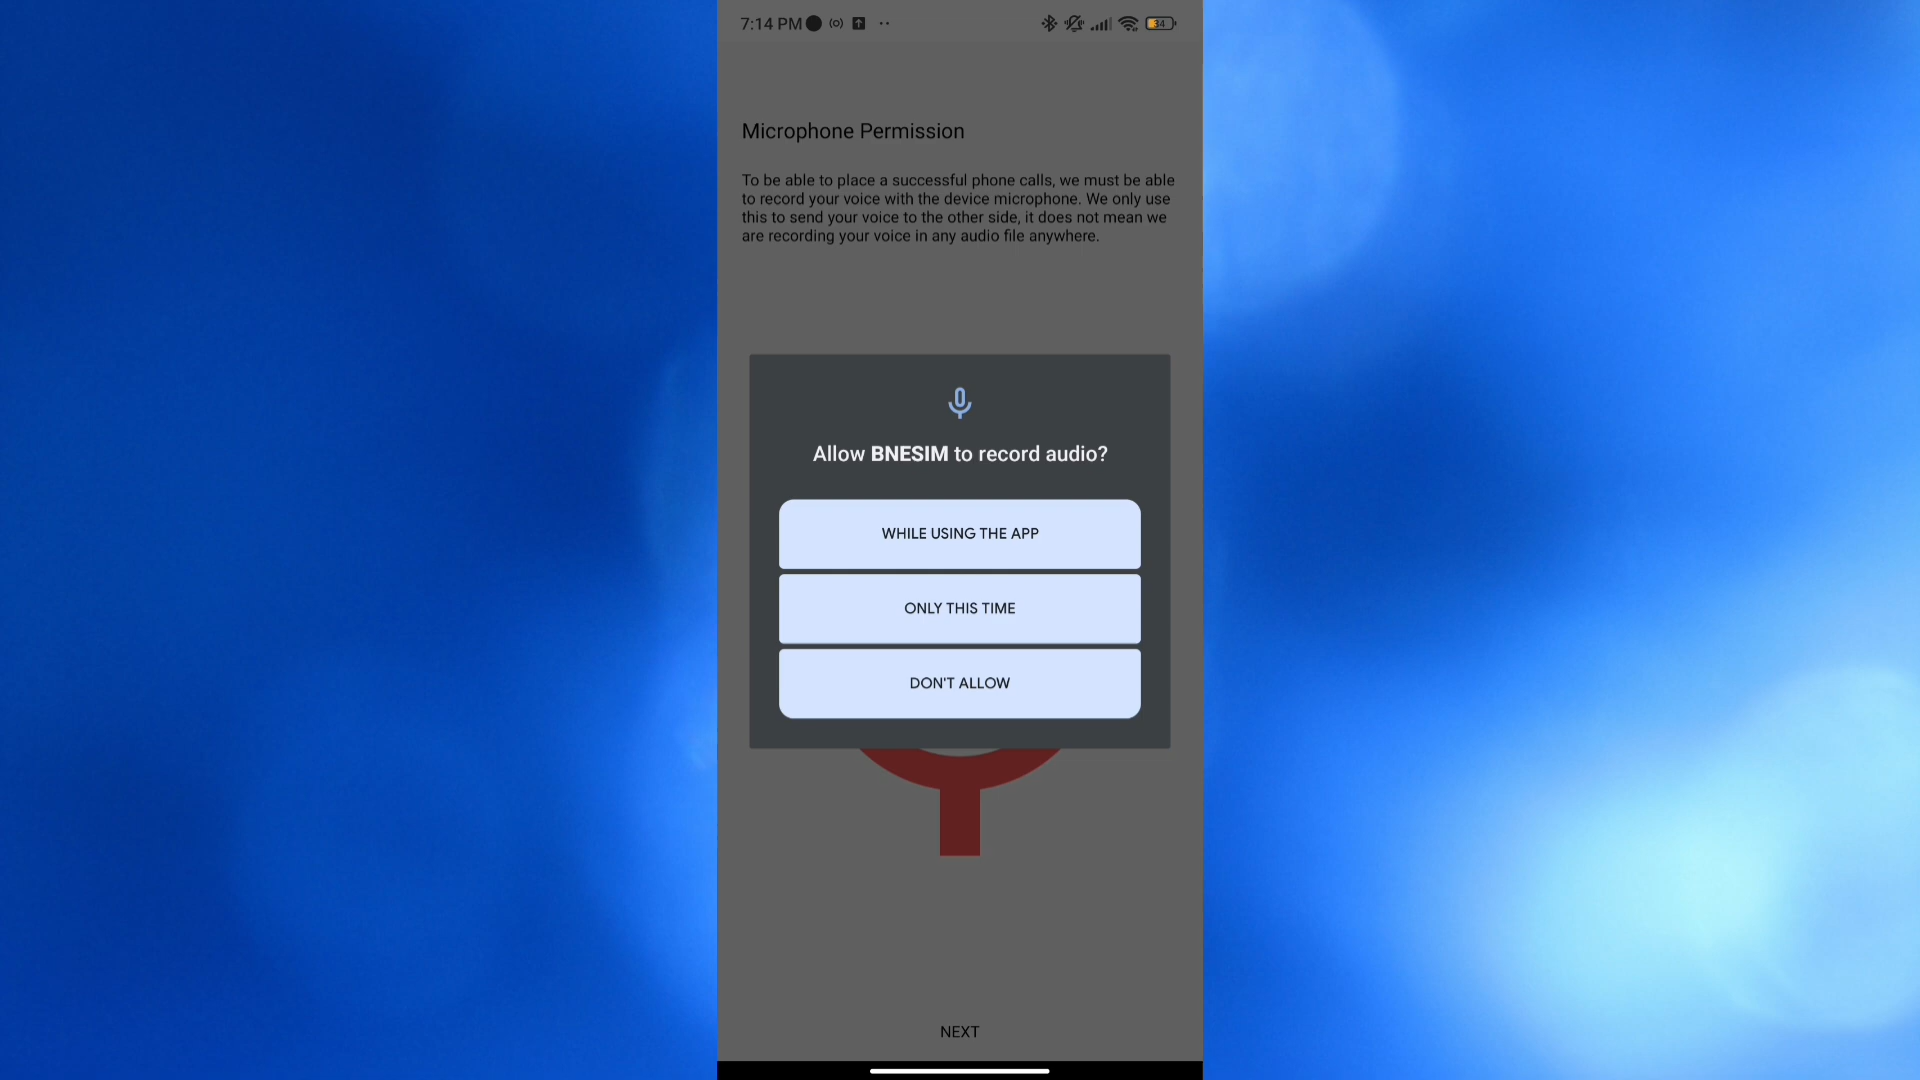 7:14 PM
34
Microphone Permission
To be able to place a successful phone calls, we must be able
to record your voice with the device microphone. We only use
this to send your voice to the other side, it does not mean we
are recording your voice in any audio file anywhere.
Allow BNESIM to record audio?
WHILE USING THE APP
ONLY THIS TIME
DON'T ALLOW
NEXT